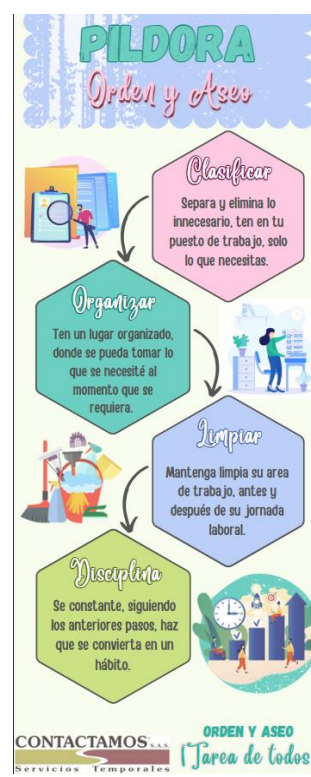 PILDORA
Orden y Aseo
Clasificar
Separa y elimina lo
innecesario, ten en tu
puesto de trabajo, solo
lo que necesitas.
Organizar
Ten un lugar organizado,
donde se pueda tomar lo
que se necesité al
momento que se
requiera.
Limpiar
Mantenga limpia su area
de trabajo, antes y
después de su jornada
laboral.
Disciplina
Se constante, siguiendo
los anteriores pasos, haz
que se convierta en un
hábito.
CONTACTAMOS S.A.S.
Servicios Temporales
ORDEN Y ASEO
¡Tarea de todos